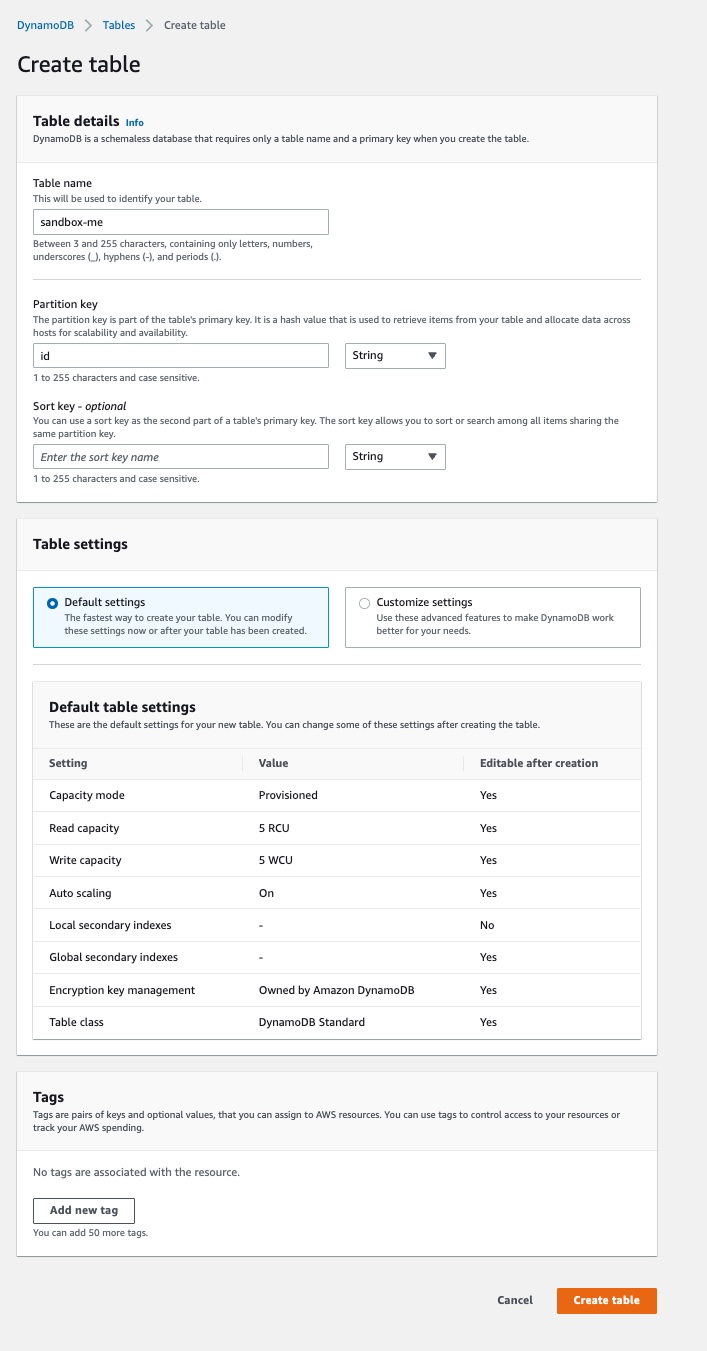 DynamoDB > Tables > Create table
Create table
Table details Info
DynamoDB is a schemaless database that requires only a table name and a primary key when you create the table.
Table name
This will be used to identify your table.
sandbox-me
Between 3 and 255 characters, containing only letters, numbers,
underscores (_), hyphens (-), and periods (.).
Partition key
The partition key is part of the table's primary key. It is a hash value that is used to retrieve items from your table and allocate data across
hosts for scalability and availability.
id String
1 to 255 characters and case sensitive.
Sort key - optional
You can use a sort key as the second part of a table's primary key. The sort key allows you to sort or search among all items sharing the
same partition key.
Enter the sort key name String
1 to 255 characters and case sensitive.
Table settings
Default settings
The fastest way to create your table. You can modify
these settings now or after your table has been created.
Customize settings
Use these advanced features to make DynamoDB work
better for your needs.
Default table settings
These are the default settings for your new table. You can change some of these settings after creating the table.
Setting Value Editable after creation
Capacity mode Provisioned Yes
Read capacity 5 RCU Yes
Write capacity 5 WCU Yes
Auto scaling On Yes
Local secondary indexes - No
Global secondary indexes - Yes
Encryption key management Owned by Amazon DynamoDB Yes
Table class DynamoDB Standard Yes
Tags
Tags are pairs of keys and optional values, that you can assign to AWS resources. You can use tags to control access to your resources or
track your AWS spending.
No tags are associated with the resource.
Add new tag
You can add 50 more tags.
Cancel Create table